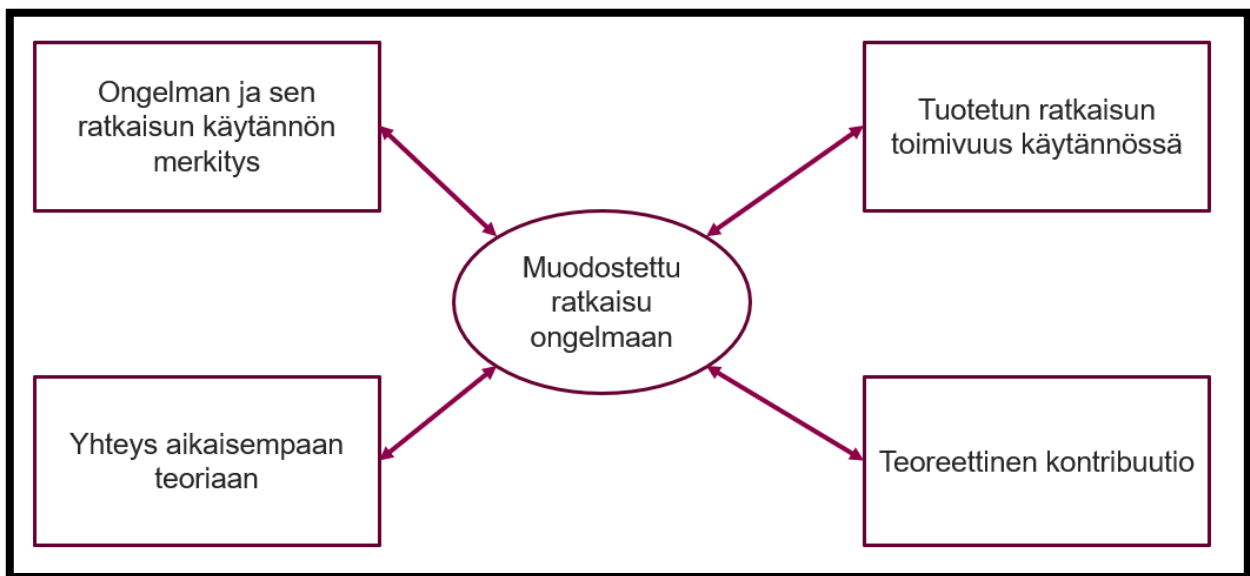 Ongelman ja sen
ratkaisun käytännön
merkitys
Tuotetun ratkaisun
toimivuus käytännössä
Muodostettu
ratkaisu
ongelmaan
Yhteys aikaisempaan
teoriaan
Teoreettinen kontribuutio